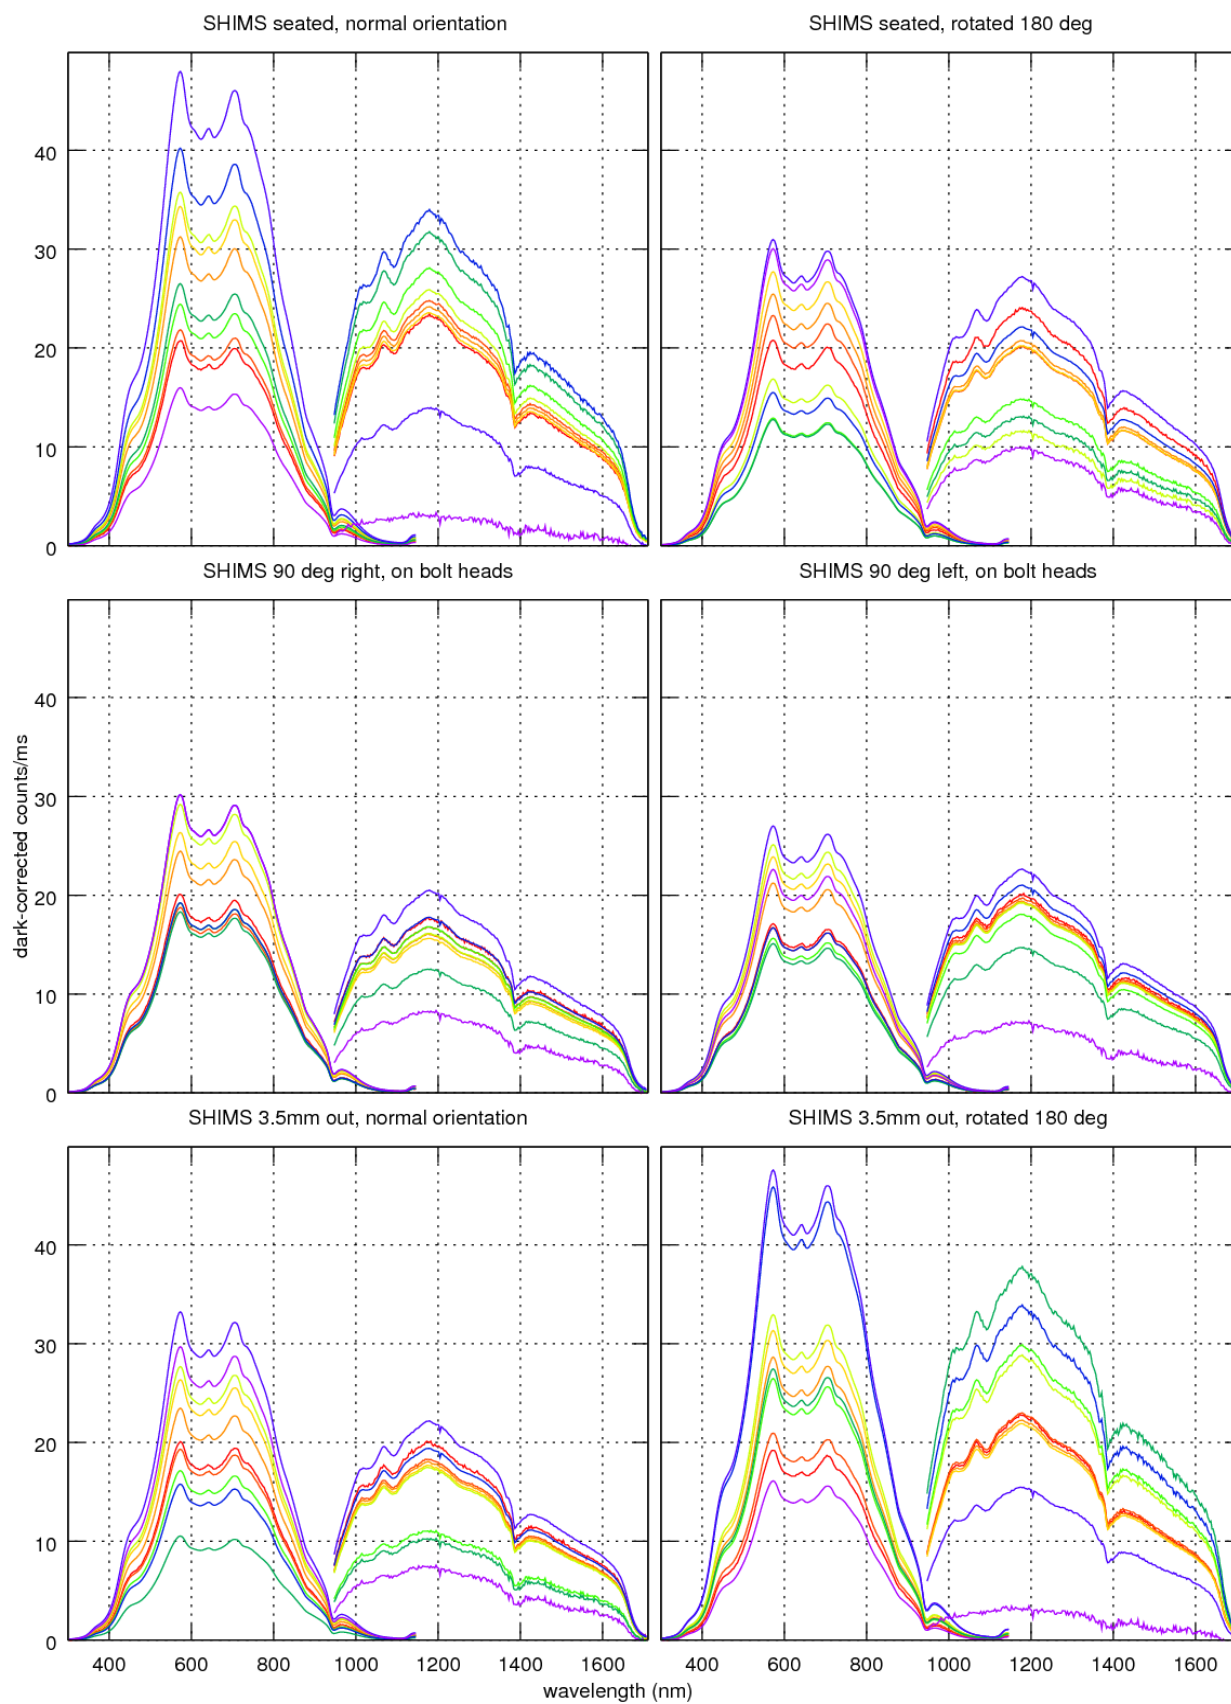 SHIMS seated, normal orientation
SHIMS seated, rotated 180 deg
40
30
20
10
0
SHIMS 90 deg right, on bolt heads
SHIMS 90 deg left, on bolt heads
40
30
20
10
0
dark-corrected counts/ms
SHIMS 3.5mm out, normal orientation
SHIMS 3.5mm out, rotated 180 deg
40
30
20
10
0
400 600 800 1000 1200 1400 1600
400 600 800 1000 1200 1400 1600
wavelength (nm)